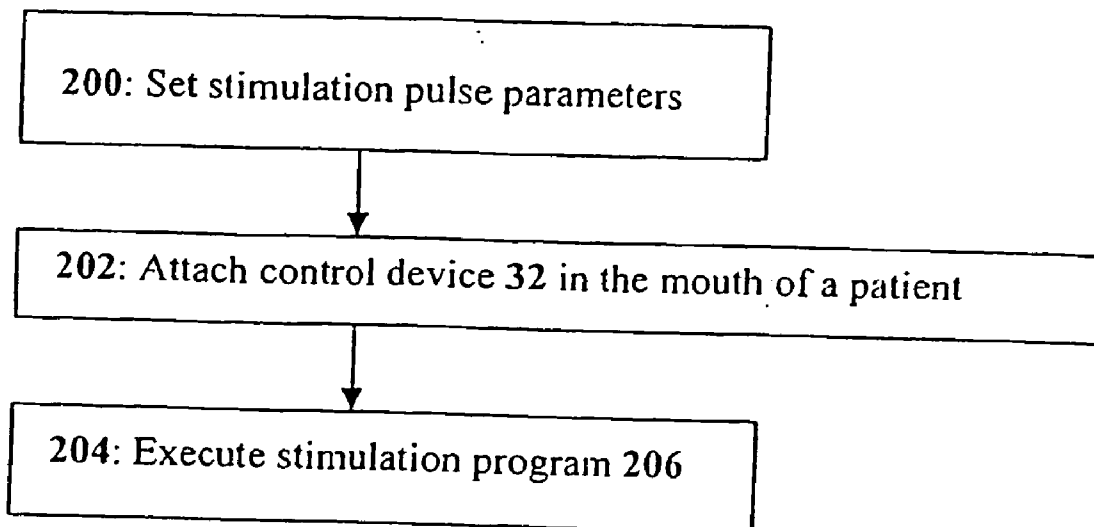 200: Set stimulation pulse parameters
202: Attach control device 32 in the mouth of a patient
204: Execute stimulation program 206